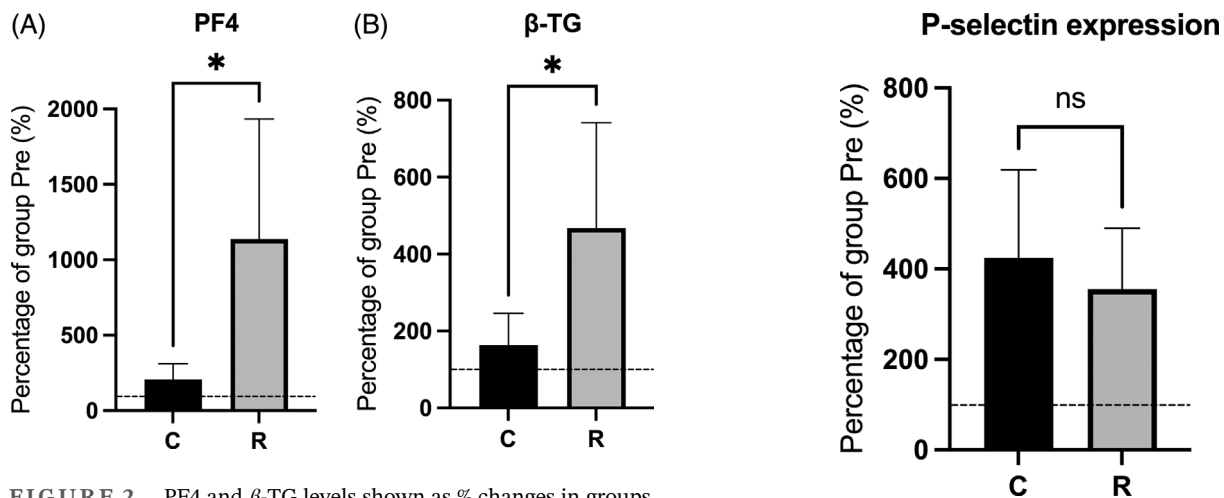 (A) PF4
*
Percentage of group Pre (%)
2000
1500
1000
500
0
C R
(B) β-TG
*
Percentage of group Pre (%)
800
600
400
200
0
C R
P-selectin expression
ns
Percentage of group Pre (%)
800
600
400
200
0
C R
FIGURE 2 PF4 and β-TG levels shown as % changes in groups